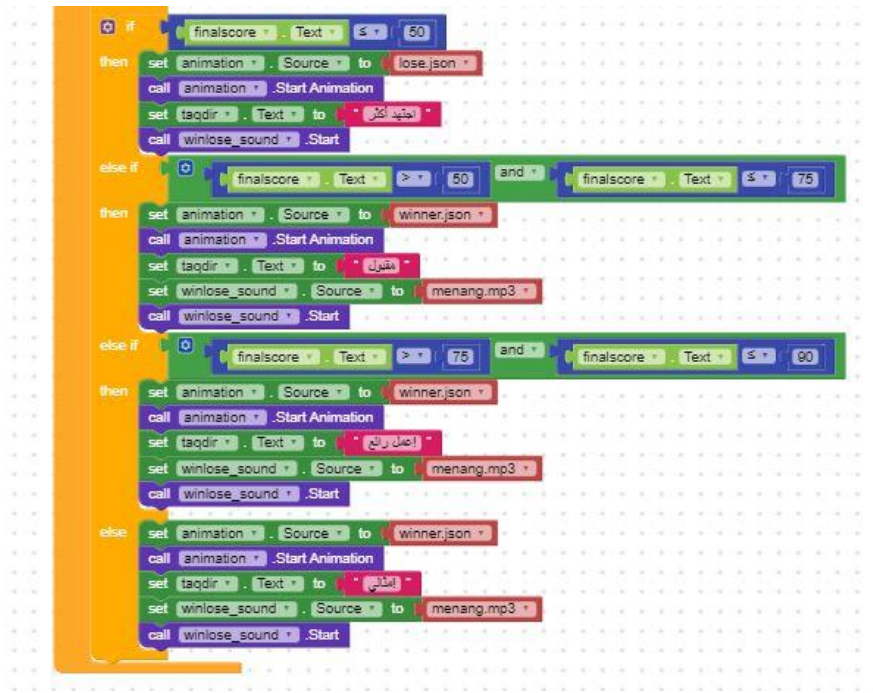 if finalscore . Text ≤ 50
then set animation . Source to lose.json
call animation .Start Animation
set taqdir . Text to " اجتهد أكثر "
call winlose_sound .Start
else if finalscore . Text > 50 and finalscore . Text ≤ 75
then set animation . Source to winner.json
call animation .Start Animation
set taqdir . Text to " مقبول "
set winlose_sound . Source to menang.mp3
call winlose_sound .Start
else if finalscore . Text > 75 and finalscore . Text ≤ 90
then set animation . Source to winner.json
call animation .Start Animation
set taqdir . Text to " إعمل رائع "
set winlose_sound . Source to menang.mp3
call winlose_sound .Start
else set animation . Source to winner.json
call animation .Start Animation
set taqdir . Text to " "
set winlose_sound . Source to menang.mp3
call winlose_sound .Start